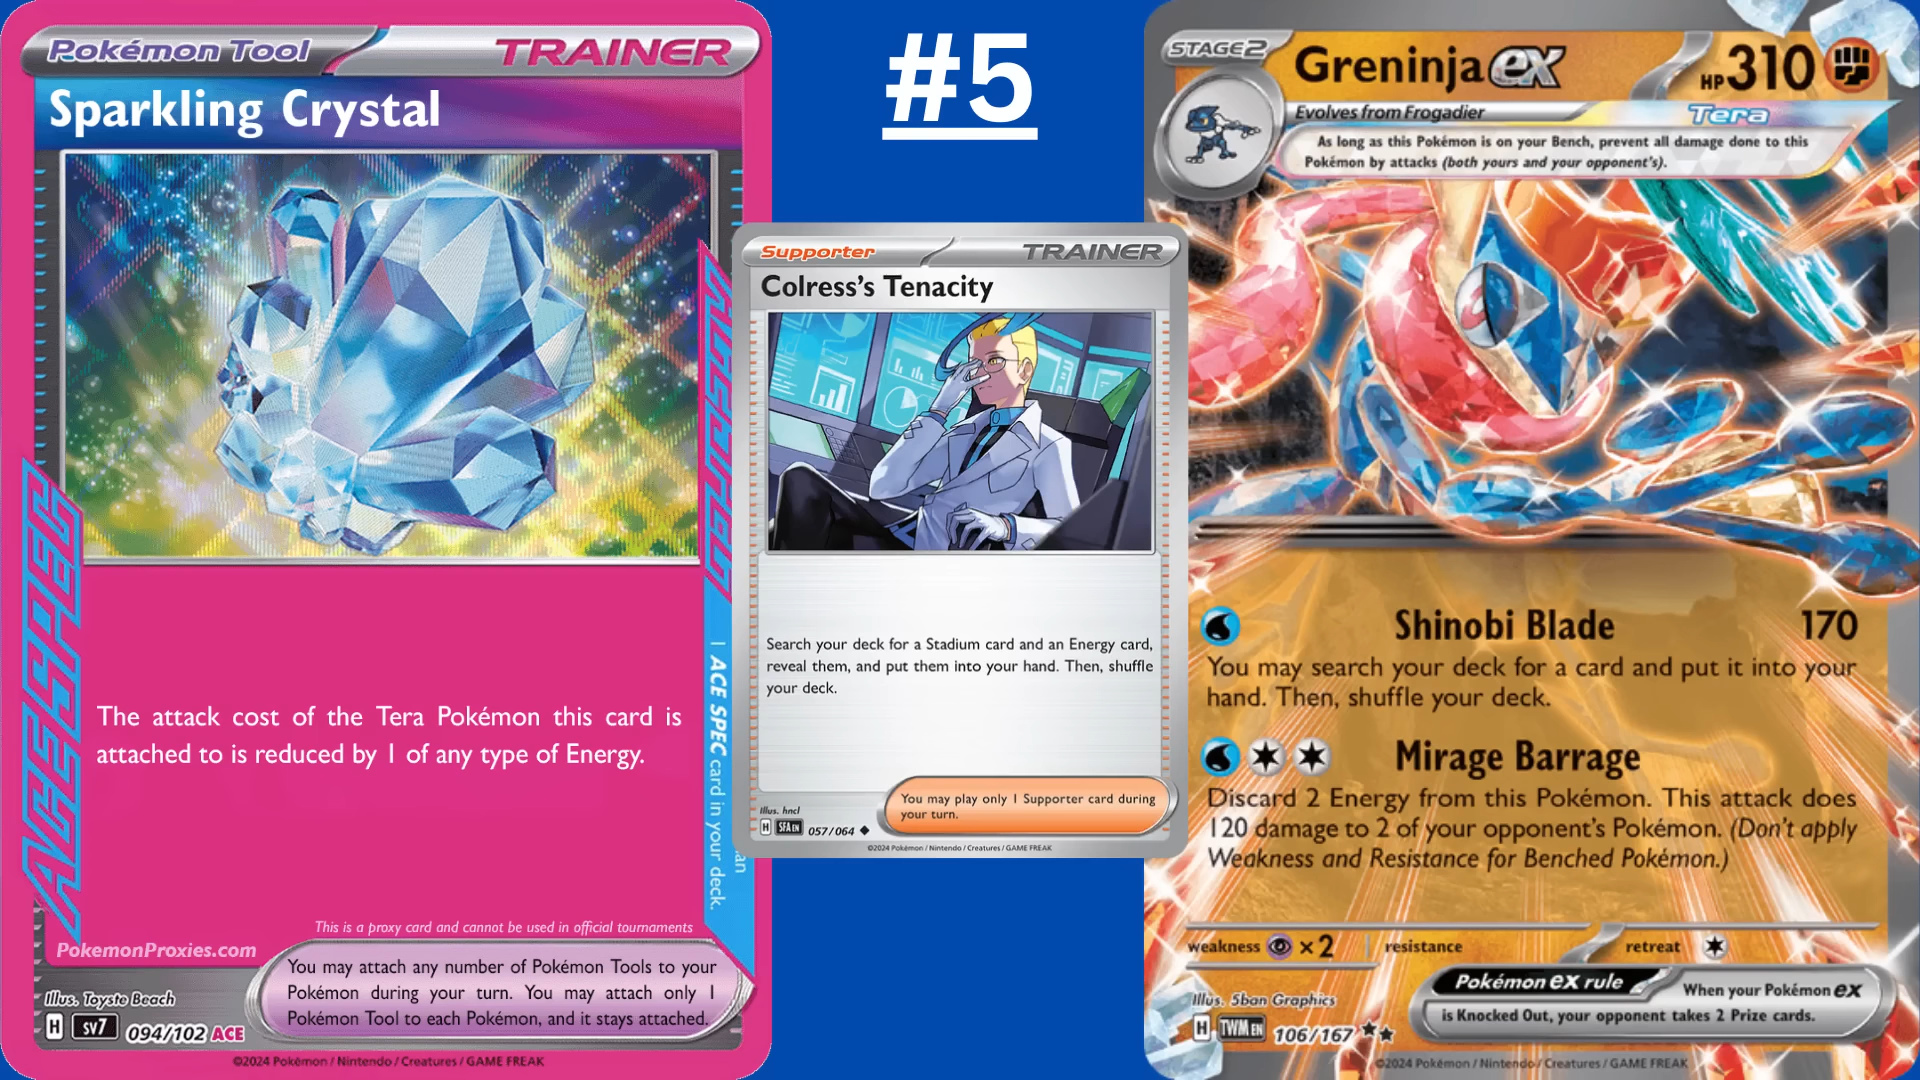 Pokémon Tool
TRAINER
Sparkling Crystal
ACE SPEC
The attack cost of the Tera Pokémon this card is
attached to is reduced by 1 of any type of Energy.
1 ACE SPEC card in your deck.
This is a proxy card and cannot be used in official tournaments
PokemonProxies.com
You may attach any number of Pokémon Tools to your
Pokémon during your turn. You may attach only 1
Pokémon Tool to each Pokémon, and it stays attached.
Illus. Toyste Beach
H SV7 094/102 ACE
©2024 Pokémon / Nintendo / Creatures / GAME FREAK
#5
Supporter
TRAINER
Colress's Tenacity
Search your deck for a Stadium card and an Energy card,
reveal them, and put them into your hand. Then, shuffle
your deck.
You may play only 1 Supporter card during
your turn.
Illus. hncl
H SFA EN 057/064
©2024 Pokémon / Nintendo / Creatures / GAME FREAK
STAGE2
Greninja ex
HP310
Evolves from Frogadier
Tera
As long as this Pokémon is on your Bench, prevent all damage done to this
Pokémon by attacks (both yours and your opponent's).
Shinobi Blade 170
You may search your deck for a card and put it into your
hand. Then, shuffle your deck.
Mirage Barrage
Discard 2 Energy from this Pokémon. This attack does
120 damage to 2 of your opponent's Pokémon. (Don't apply
Weakness and Resistance for Benched Pokémon.)
weakness ×2 resistance retreat
Pokémon ex rule
When your Pokémon ex
is Knocked Out, your opponent takes 2 Prize cards.
Illus. 5ban Graphics
H TWM EN 106/167
©2024 Pokémon / Nintendo / Creatures / GAME FREAK